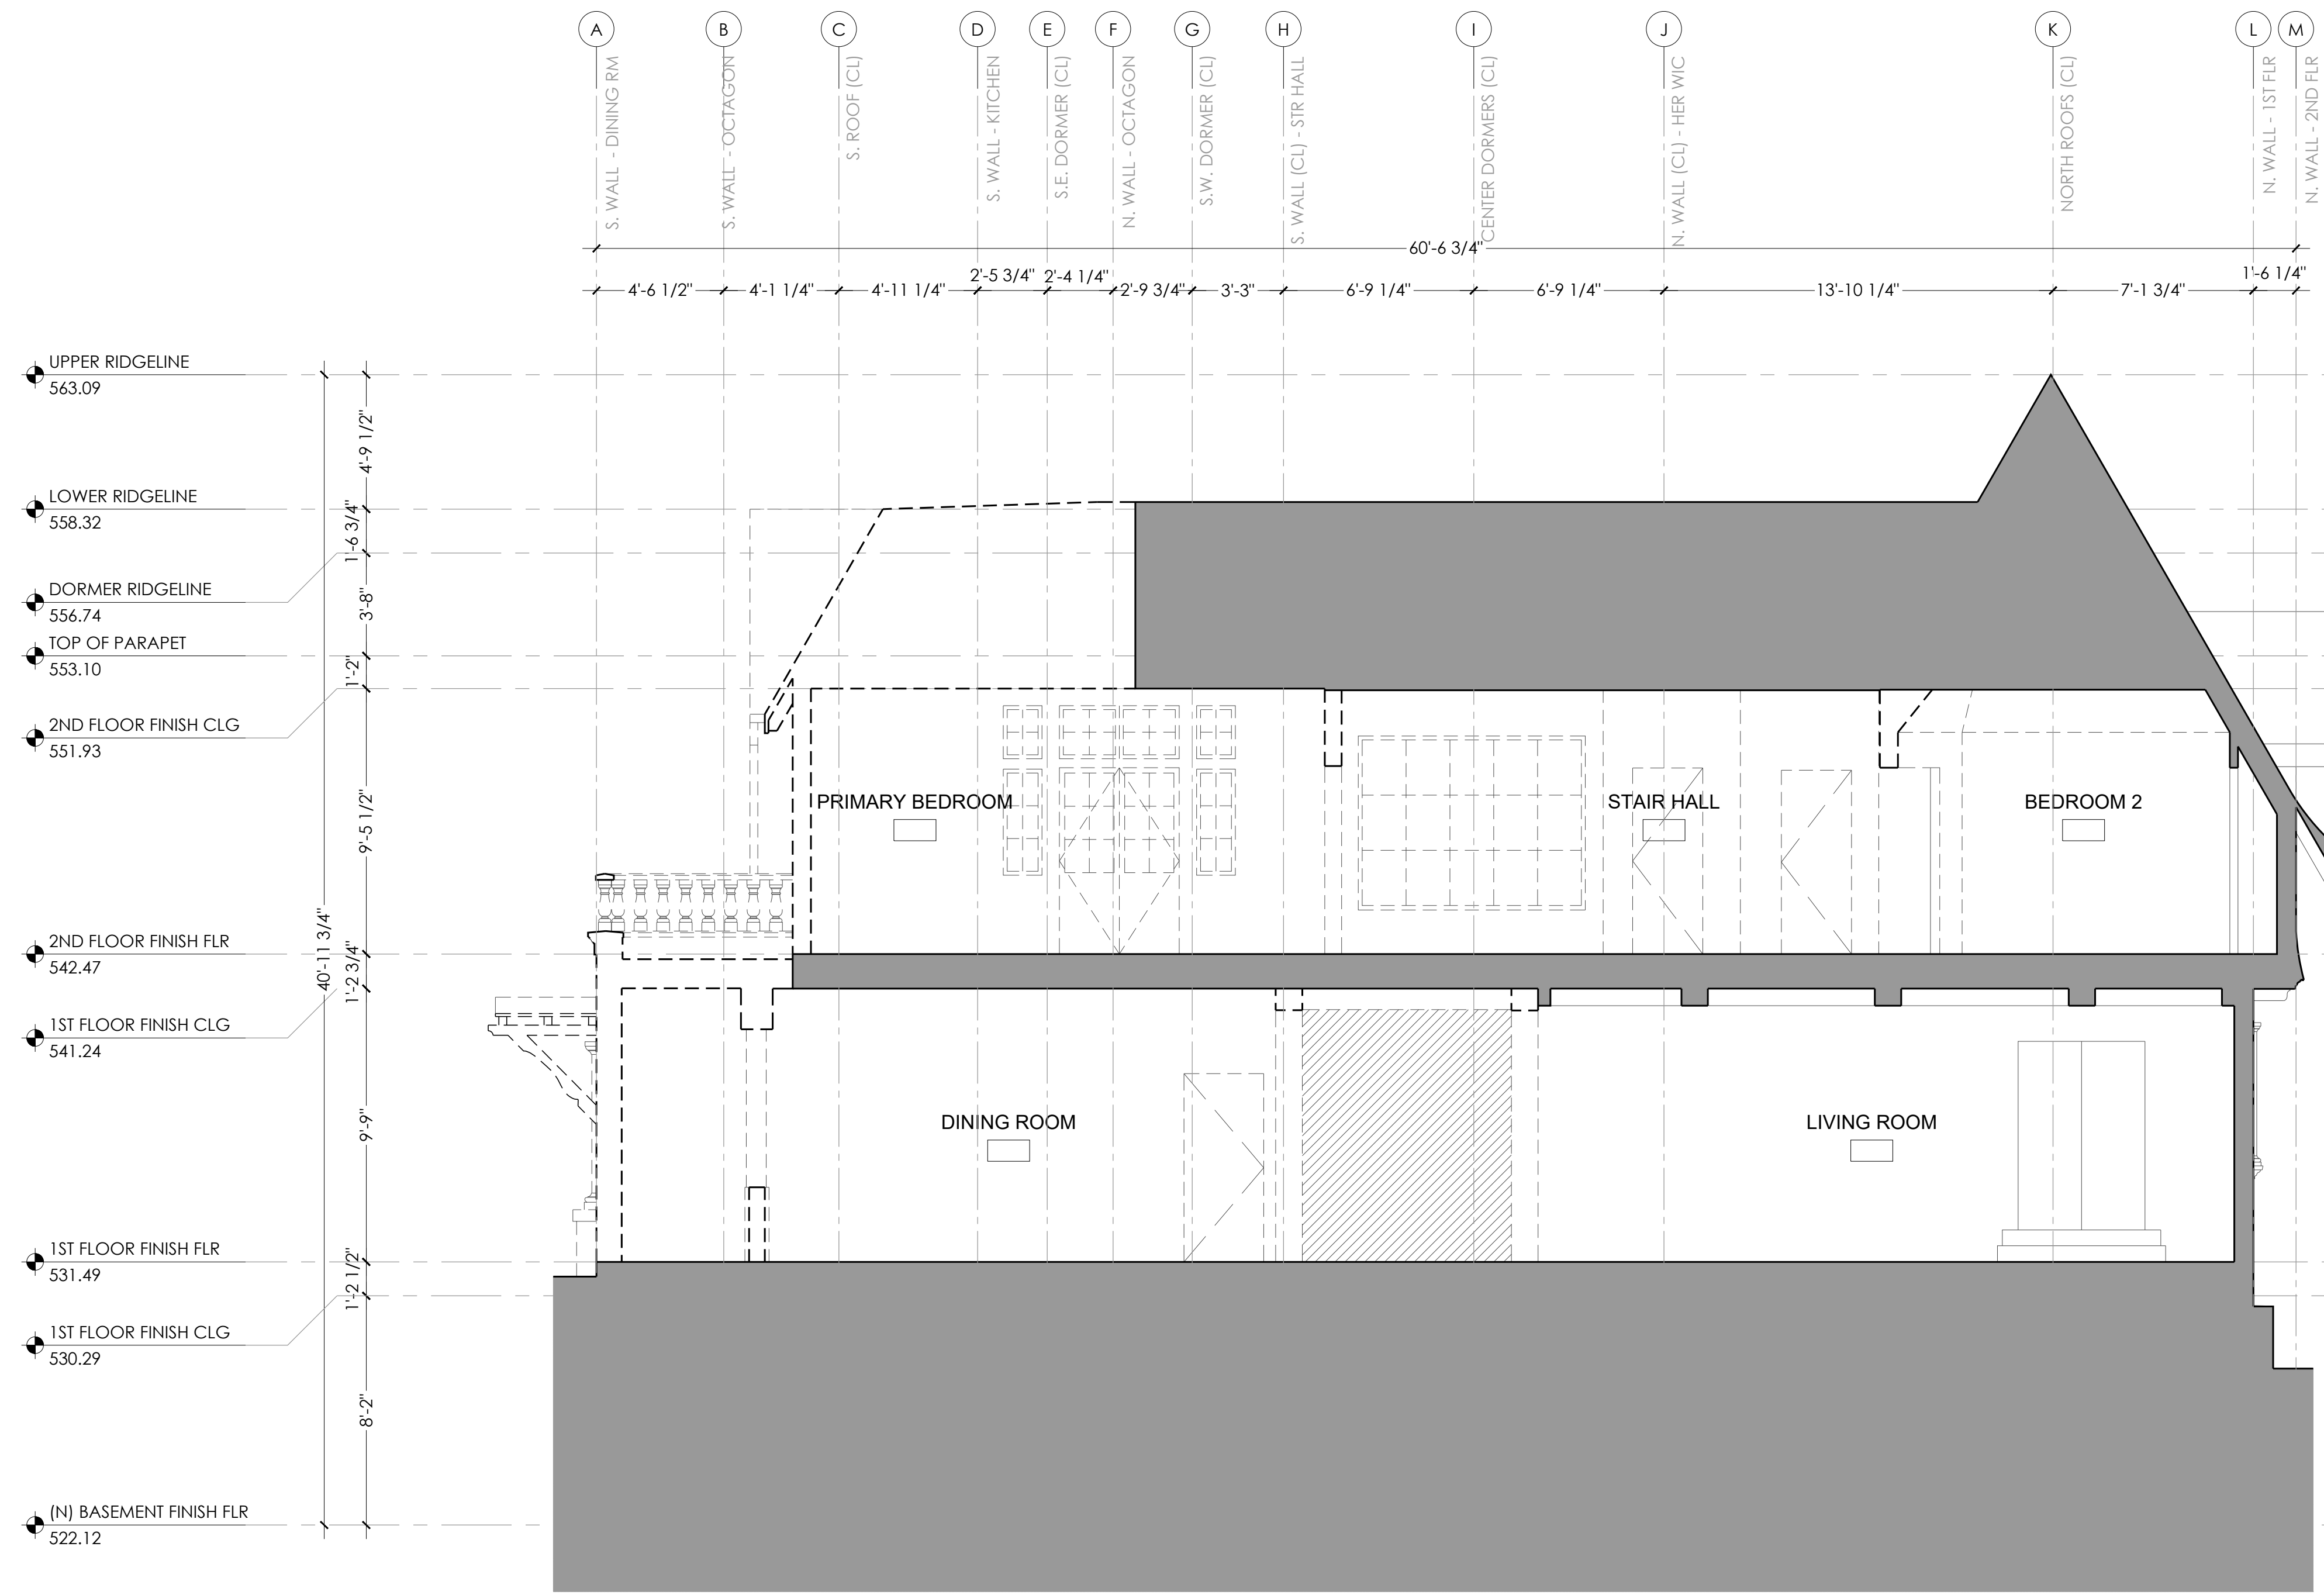 A B C D E F G H I J K L M
S. WALL - DINING RM
S. WALL - OCTAGON
S. ROOF (CL)
S. WALL - KITCHEN
S.E. DORMER (CL)
N. WALL - OCTAGON
S.W. DORMER (CL)
S. WALL (CL) - STR HALL
CENTER DORMERS (CL)
N. WALL (CL) - HER WIC
NORTH ROOFS (CL)
N. WALL - 1ST FLR
N. WALL - 2ND FLR
60'-6 3/4"
4'-6 1/2" 4'-1 1/4" 4'-11 1/4" 2'-5 3/4" 2'-4 1/4" 2'-9 3/4" 3'-3" 6'-9 1/4" 6'-9 1/4" 13'-10 1/4" 7'-1 3/4" 1'-6 1/4"
UPPER RIDGELINE
563.09
LOWER RIDGELINE
558.32
DORMER RIDGELINE
556.74
TOP OF PARAPET
553.10
2ND FLOOR FINISH CLG
551.93
2ND FLOOR FINISH FLR
542.47
1ST FLOOR FINISH CLG
541.24
1ST FLOOR FINISH FLR
531.49
1ST FLOOR FINISH CLG
530.29
(N) BASEMENT FINISH FLR
522.12
40'-11 3/4"
4'-9 1/2"
1'-6 3/4"
3'-8"
1'-2"
9'-5 1/2"
1'-2 3/4"
9'-9"
1'-2 1/2"
8'-2"
PRIMARY BEDROOM
STAIR HALL
BEDROOM 2
DINING ROOM
LIVING ROOM